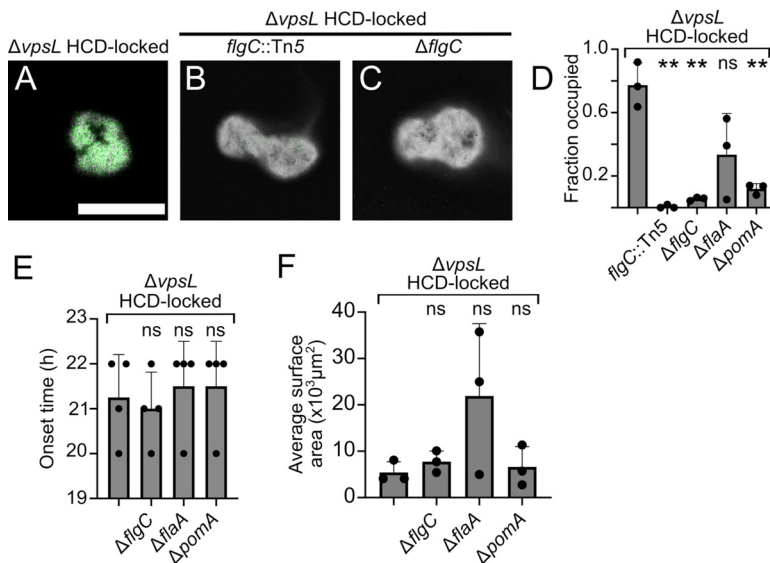 ΔvpsL HCD-locked
ΔvpsL HCD-locked
flgC::Tn5
ΔflgC
A
B
C
D
ΔvpsL
HCD-locked
** ** ns **
Fraction occupied
1.0
0.6
0.2
flgC::Tn5
ΔflgC
ΔflaA
ΔpomA
E
ΔvpsL
HCD-locked
ns ns ns
Onset time (h)
23
22
21
20
19
ΔflgC
ΔflaA
ΔpomA
F
ΔvpsL
HCD-locked
ns ns ns
Average surface
area (x10³μm²)
40
30
20
10
0
ΔflgC
ΔflaA
ΔpomA